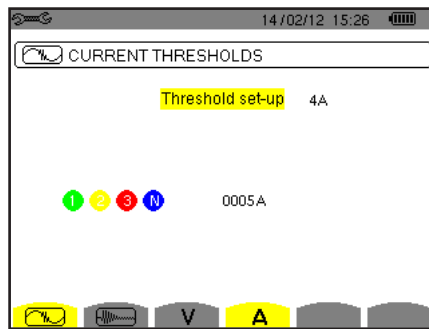 14/02/12 15:26
CURRENT THRESHOLDS
Threshold set-up 4A
1 2 3 N 0005A
V A